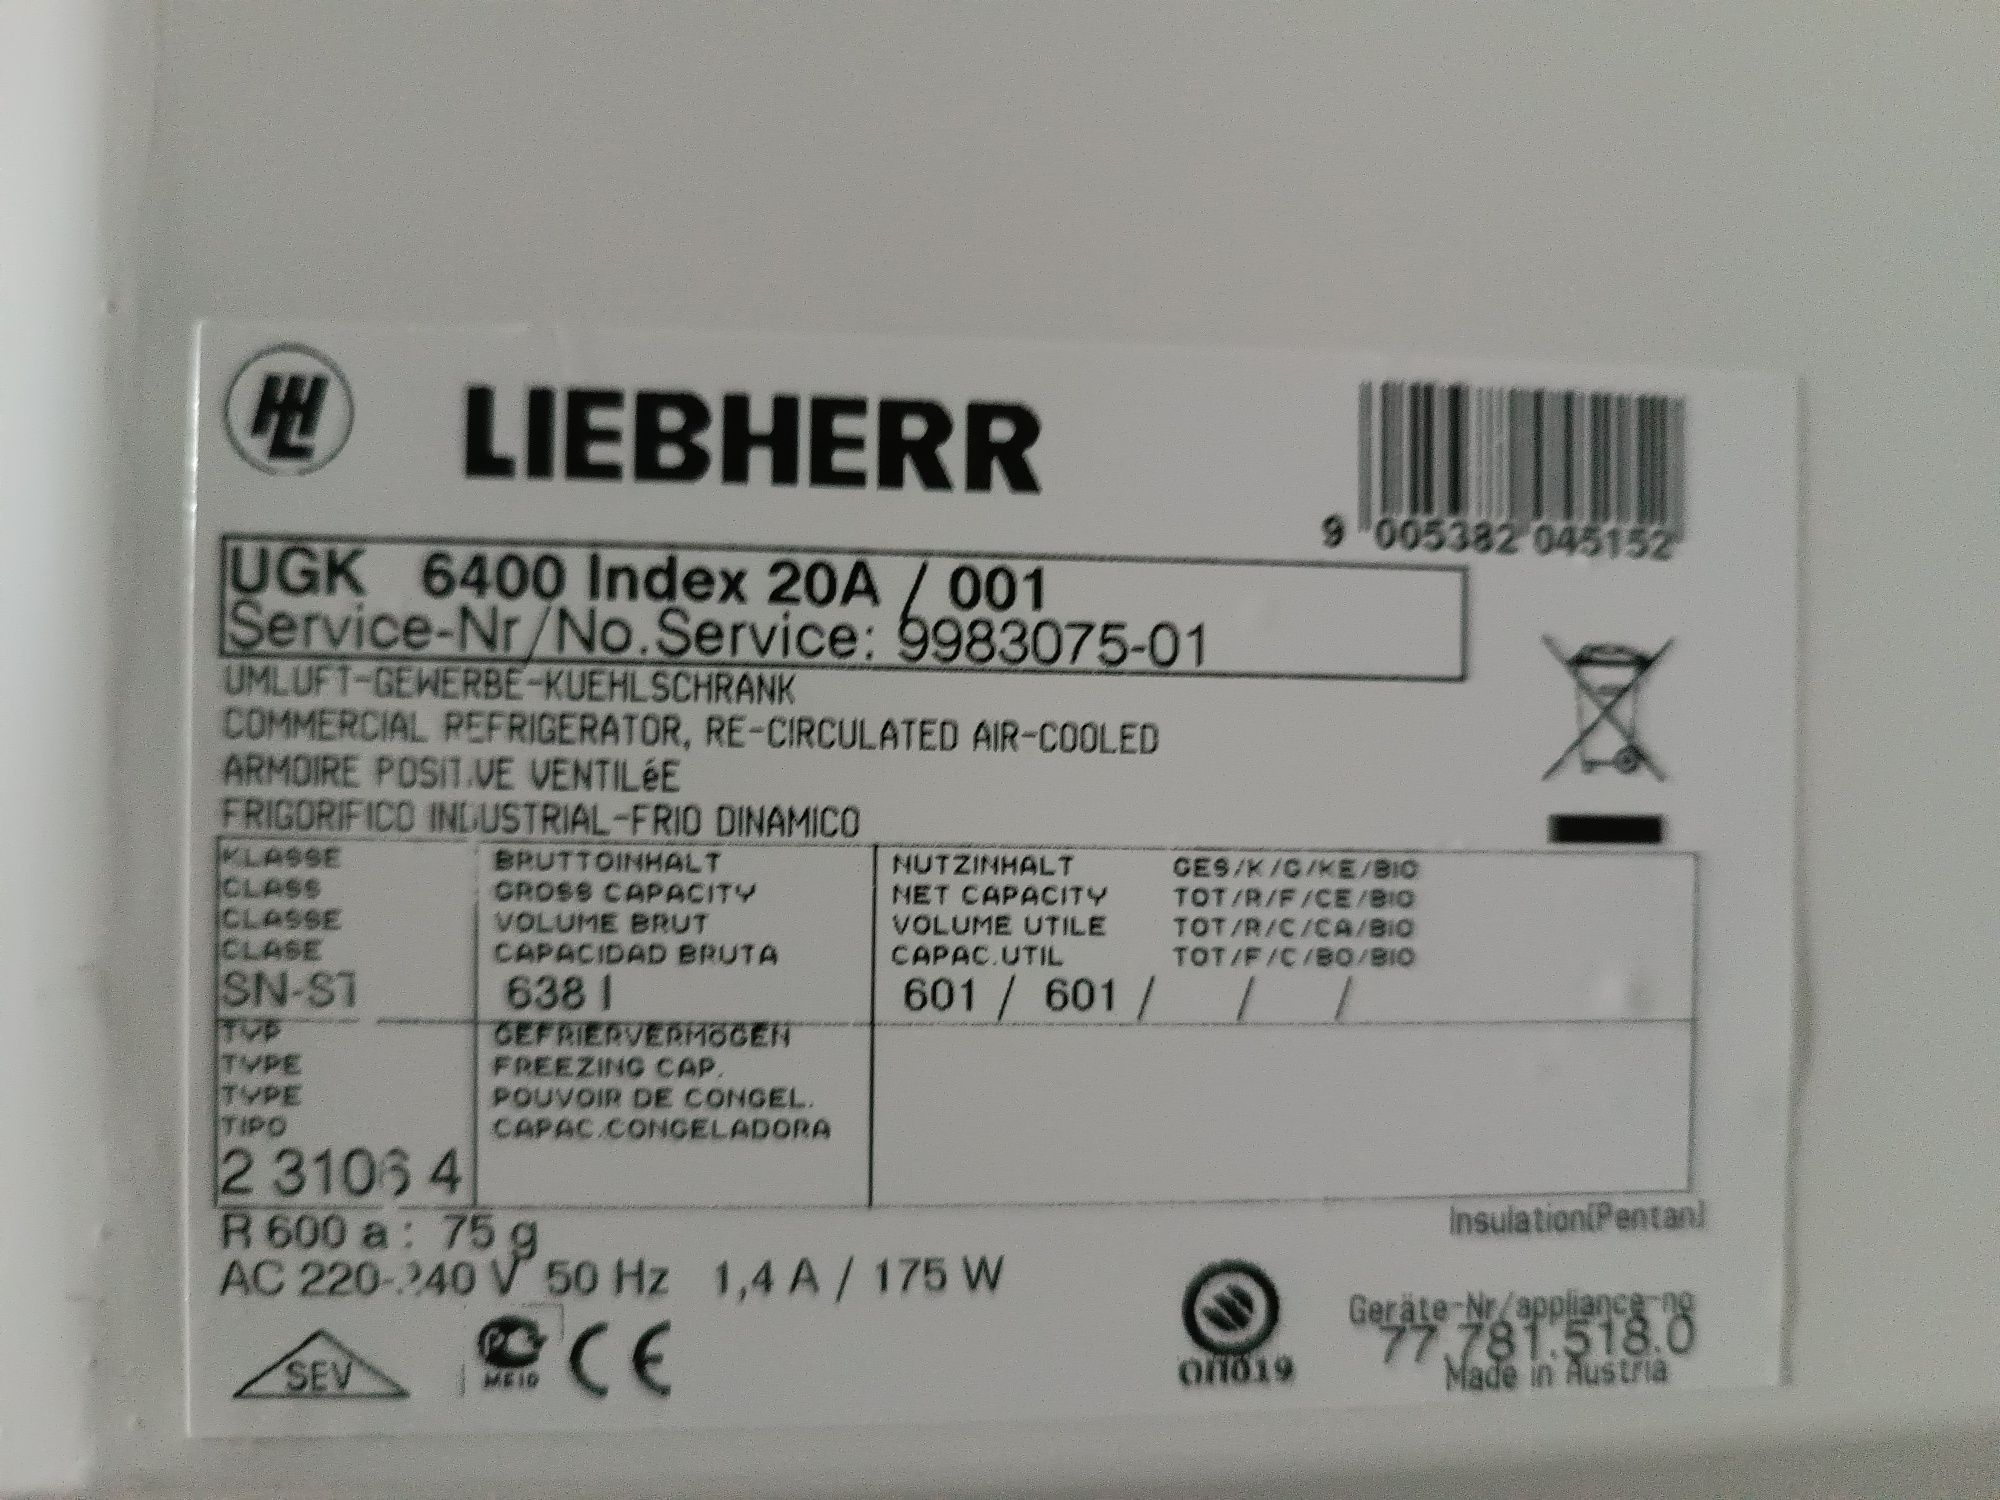 LIEBHERR
9 005382 045152
UGK 6400 Index 20A / 001
Service-Nr/No.Service: 9983075-01
UMLUFT-GEWERBE-KUEHLSCHRANK
COMMERCIAL REFRIGERATOR, RE-CIRCULATED AIR-COOLED
ARMOIRE POSITIVE VENTILéE
FRIGORIFICO INDUSTRIAL-FRIO DINAMICO
KLASSE BRUTTOINHALT NUTZINHALT GES/K/G/KE/BIO
CLASS GROSS CAPACITY NET CAPACITY TOT/R/F/CE/BIO
CLASSE VOLUME BRUT VOLUME UTILE TOT/R/C/CA/BIO
CLASE CAPACIDAD BRUTA CAPAC.UTIL TOT/F/C/BO/BIO
SN-ST 638 l 601 / 601 / / /
TYP GEFRIERVERMÖGEN
TYPE FREEZING CAP.
TYPE POUVOIR DE CONGEL.
TIPO CAPAC.CONGELADORA
2 3106 4
Insulation(Pentan)
R 600 a : 75 g
AC 220-240 V 50 Hz 1,4 A / 175 W
Geräte-Nr/appliance-no
77.781.518.0
Made in Austria
SEV
ME10
CE
ОП019